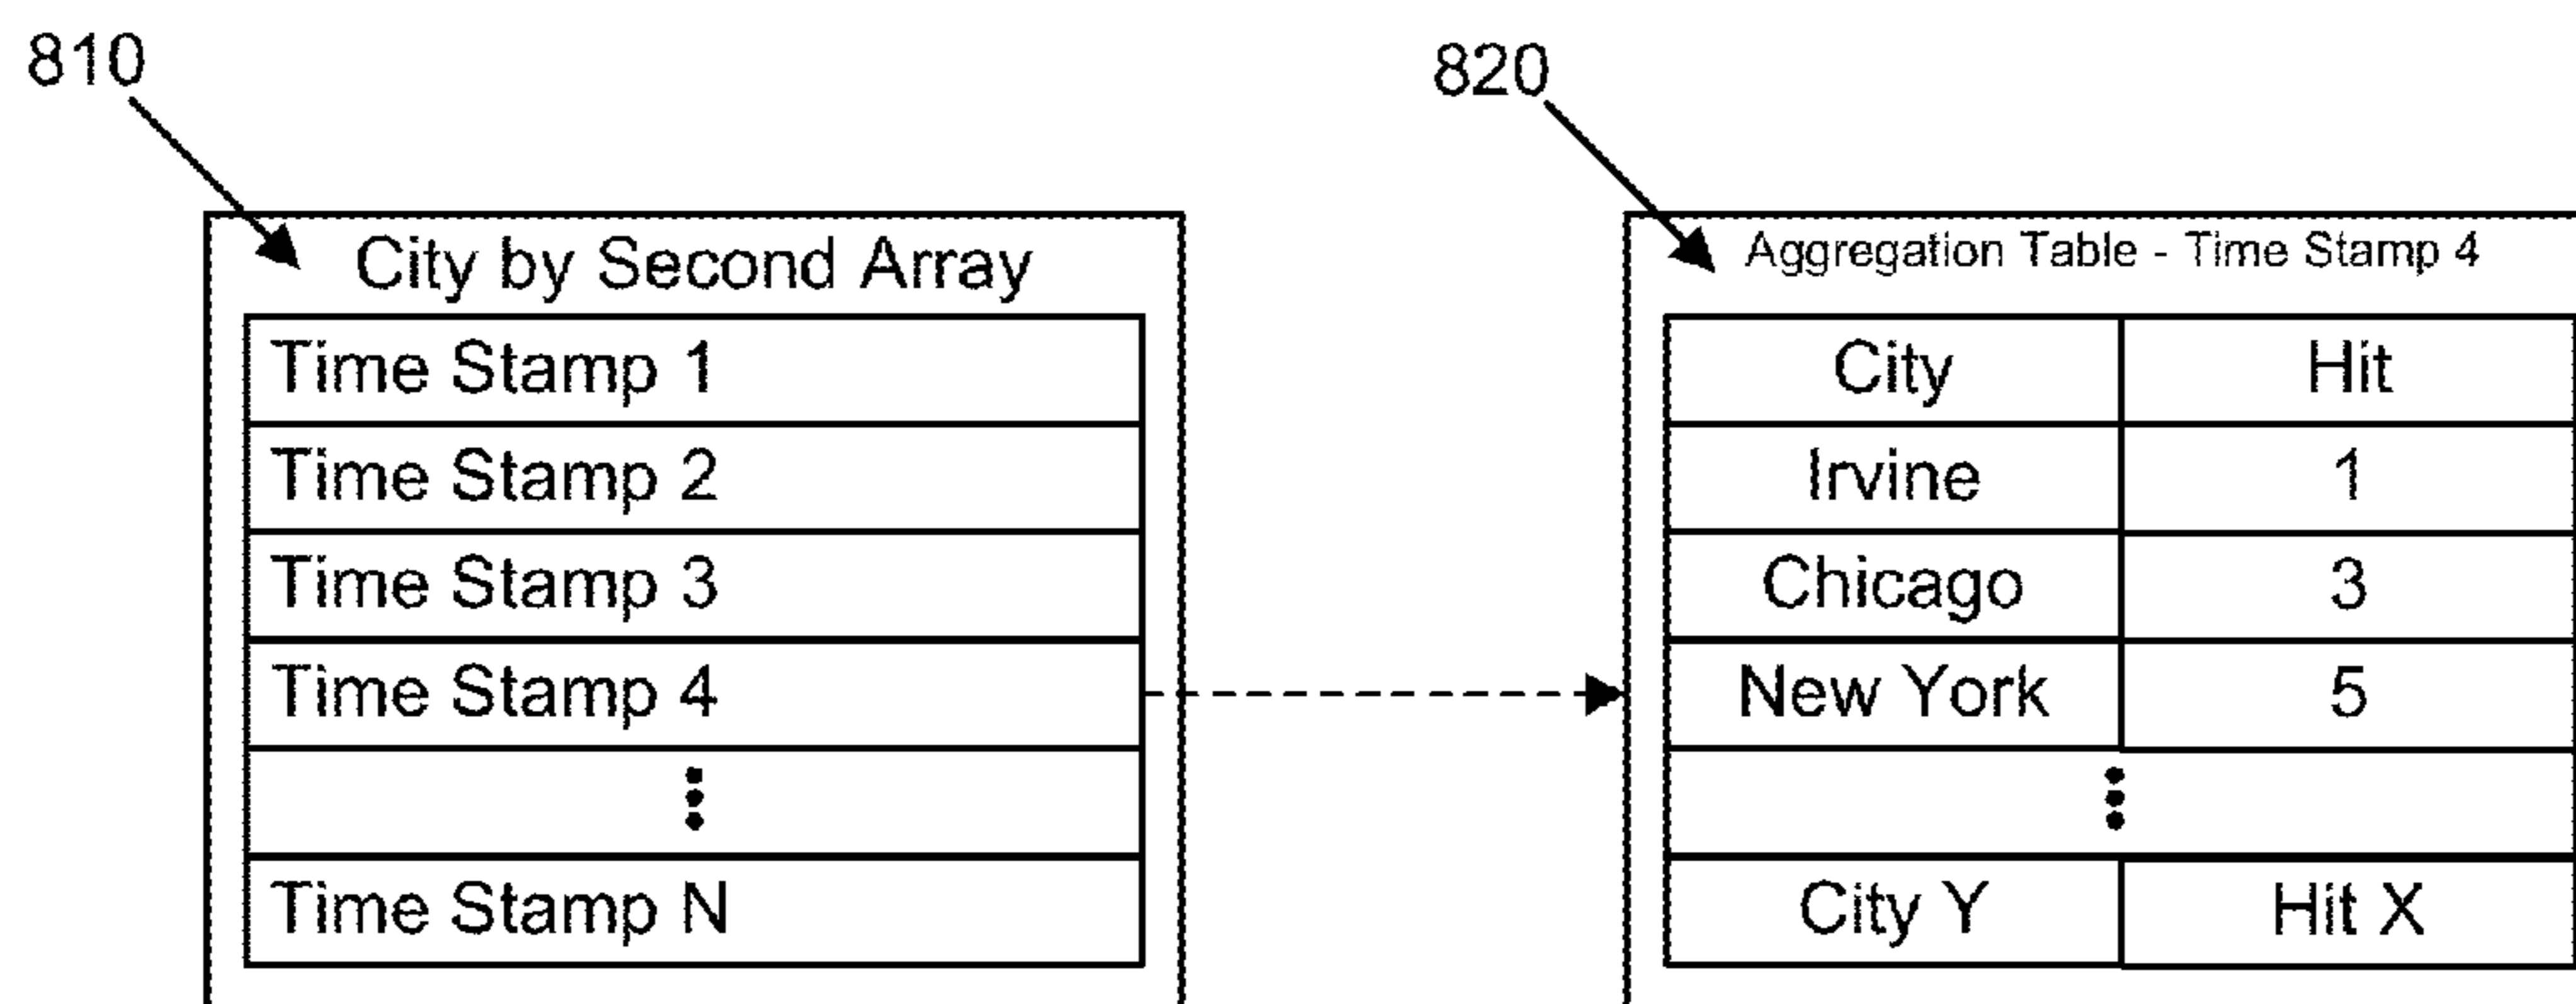 810
820
City by Second Array
Time Stamp 1
Time Stamp 2
Time Stamp 3
Time Stamp 4
Time Stamp N
Aggregation Table - Time Stamp 4
City Hit
Irvine 1
Chicago 3
New York 5
City Y Hit X